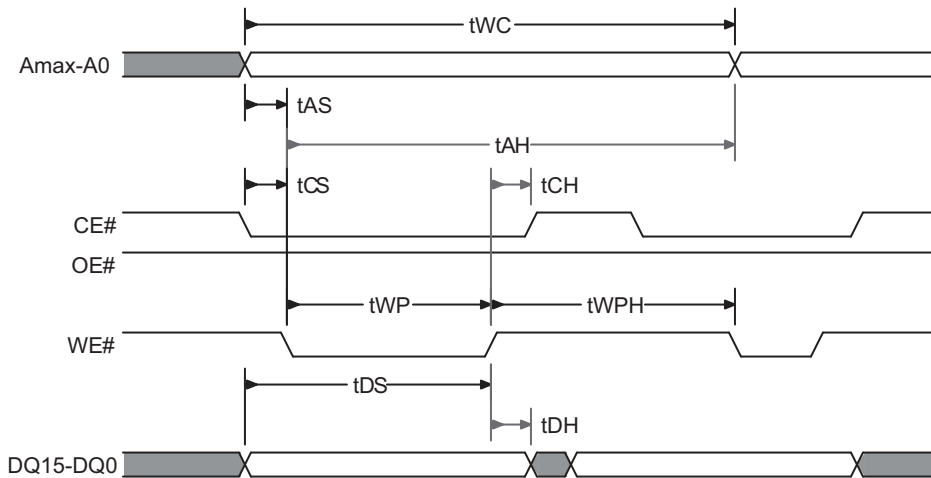 tWC
Amax-A0
tAS
tAH
tCS
tCH
CE#
OE#
tWP
tWPH
WE#
tDS
tDH
DQ15-DQ0